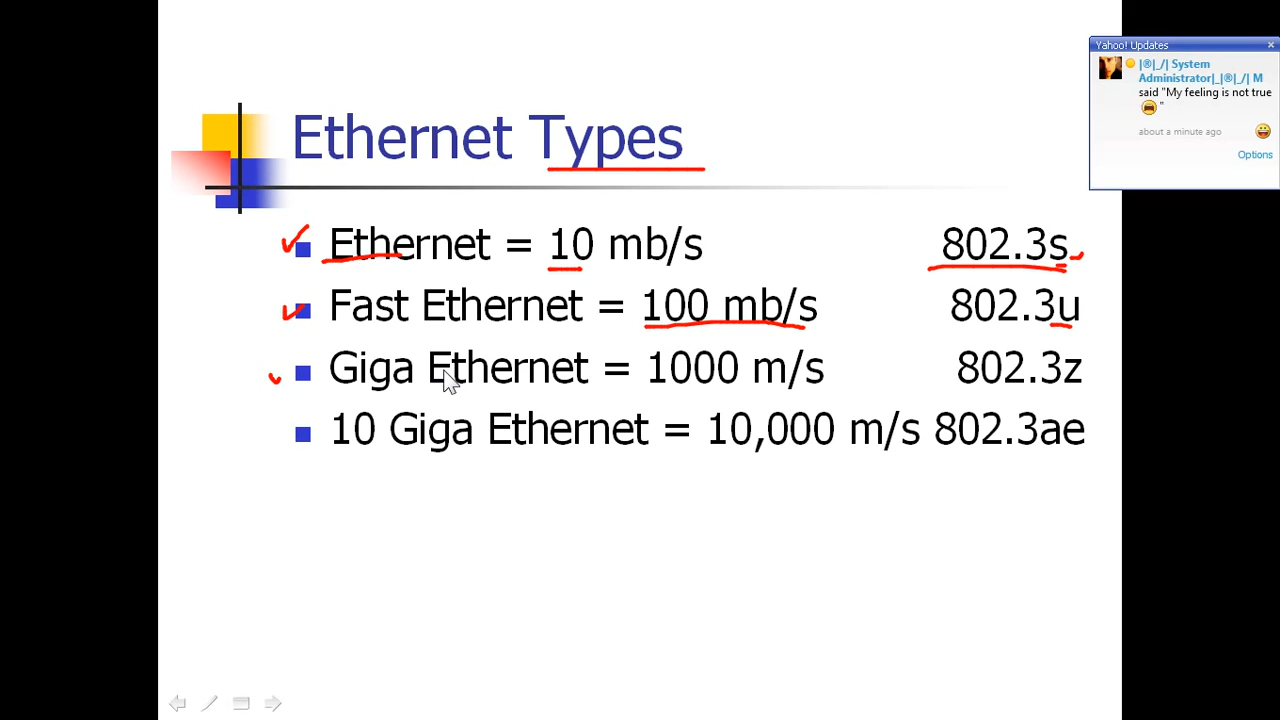 Ethernet Types
Ethernet = 10 mb/s 802.3s
Fast Ethernet = 100 mb/s 802.3u
Giga Ethernet = 1000 m/s 802.3z
10 Giga Ethernet = 10,000 m/s 802.3ae
Yahoo! Updates
|®|_/| System
Administrator|_|®|_/| M
said "My feeling is not true
"
about a minute ago
Options